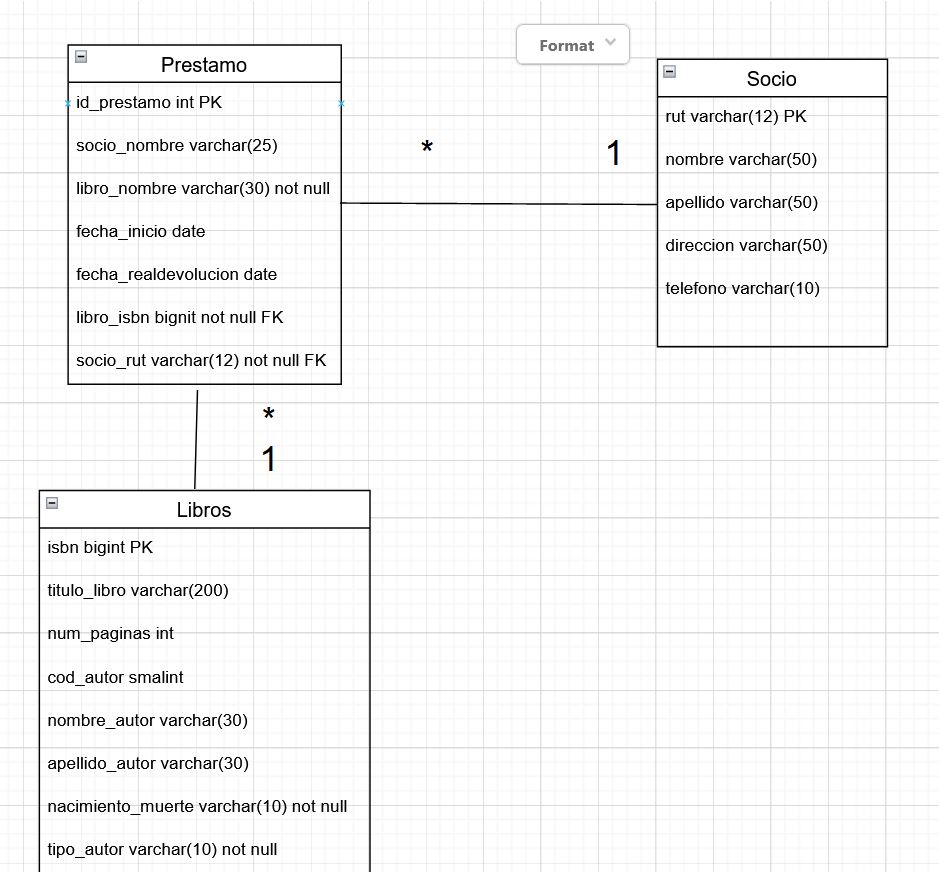 Format
Prestamo
id_prestamo int PK
socio_nombre varchar(25)
libro_nombre varchar(30) not null
fecha_inicio date
fecha_realdevolucion date
libro_isbn bignit not null FK
socio_rut varchar(12) not null FK
*
1
Socio
rut varchar(12) PK
nombre varchar(50)
apellido varchar(50)
direccion varchar(50)
telefono varchar(10)
*
1
Libros
isbn bigint PK
titulo_libro varchar(200)
num_paginas int
cod_autor smalint
nombre_autor varchar(30)
apellido_autor varchar(30)
nacimiento_muerte varchar(10) not null
tipo_autor varchar(10) not null